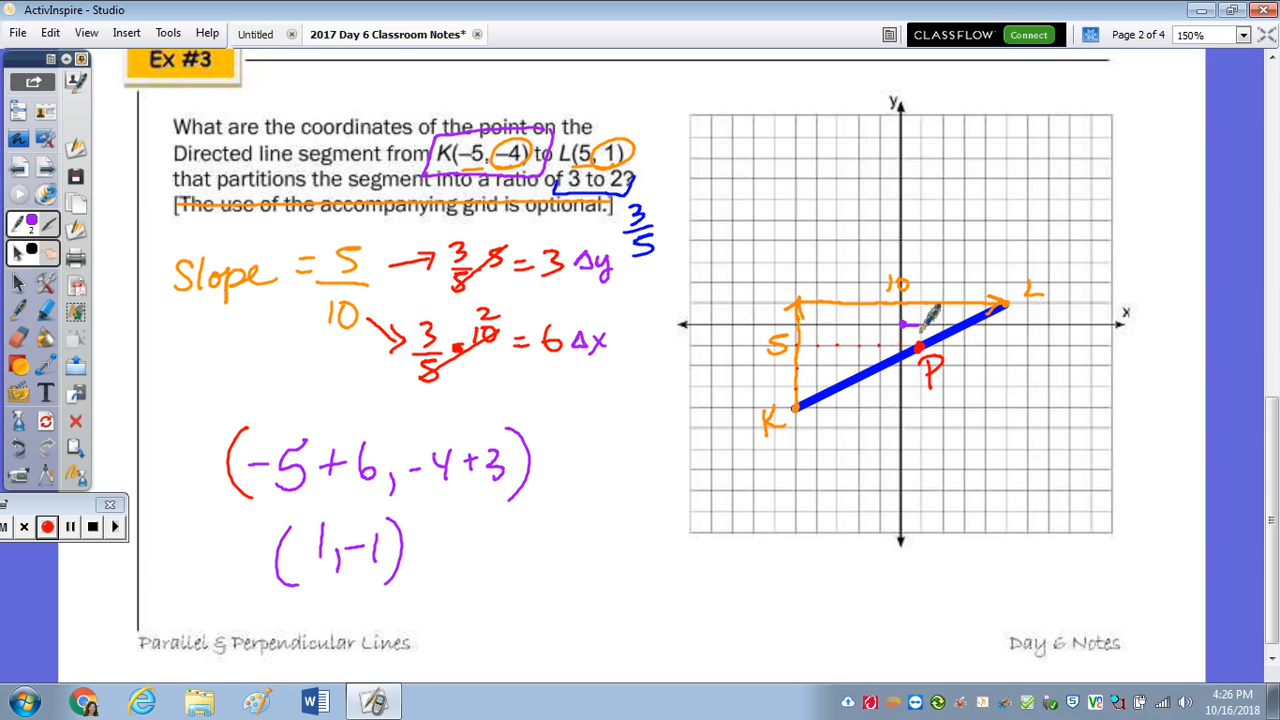 ActivInspire - Studio
File Edit View Insert Tools Help Untitled 2017 Day 6 Classroom Notes* CLASSFLOW Connect Page 2 of 4 150%
Ex #3
What are the coordinates of the point on the
Directed line segment from K(–5, –4) to L(5, 1)
that partitions the segment into a ratio of 3 to 2?
[The use of the accompanying grid is optional.]
3/5
Slope = 5/10
→ 3/5 · 5 = 3 Δy
→ 3/5 · 10 2 = 6 Δx
(-5+6, -4+3)
(1, -1)
y
x
10
L
5
P
K
2
Parallel & Perpendicular Lines
Day 6 Notes
4:26 PM
10/16/2018